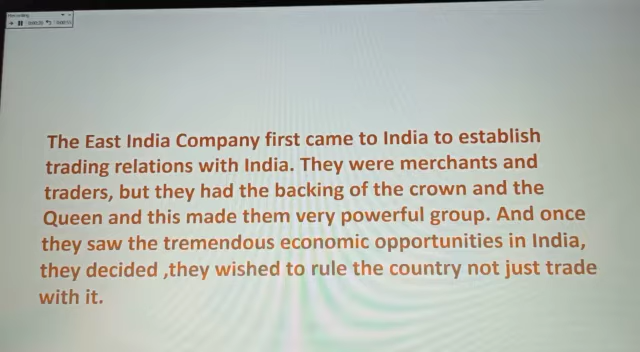 The East India Company first came to India to establish
trading relations with India. They were merchants and
traders, but they had the backing of the crown and the
Queen and this made them very powerful group. And once
they saw the tremendous economic opportunities in India,
they decided ,they wished to rule the country not just trade
with it.